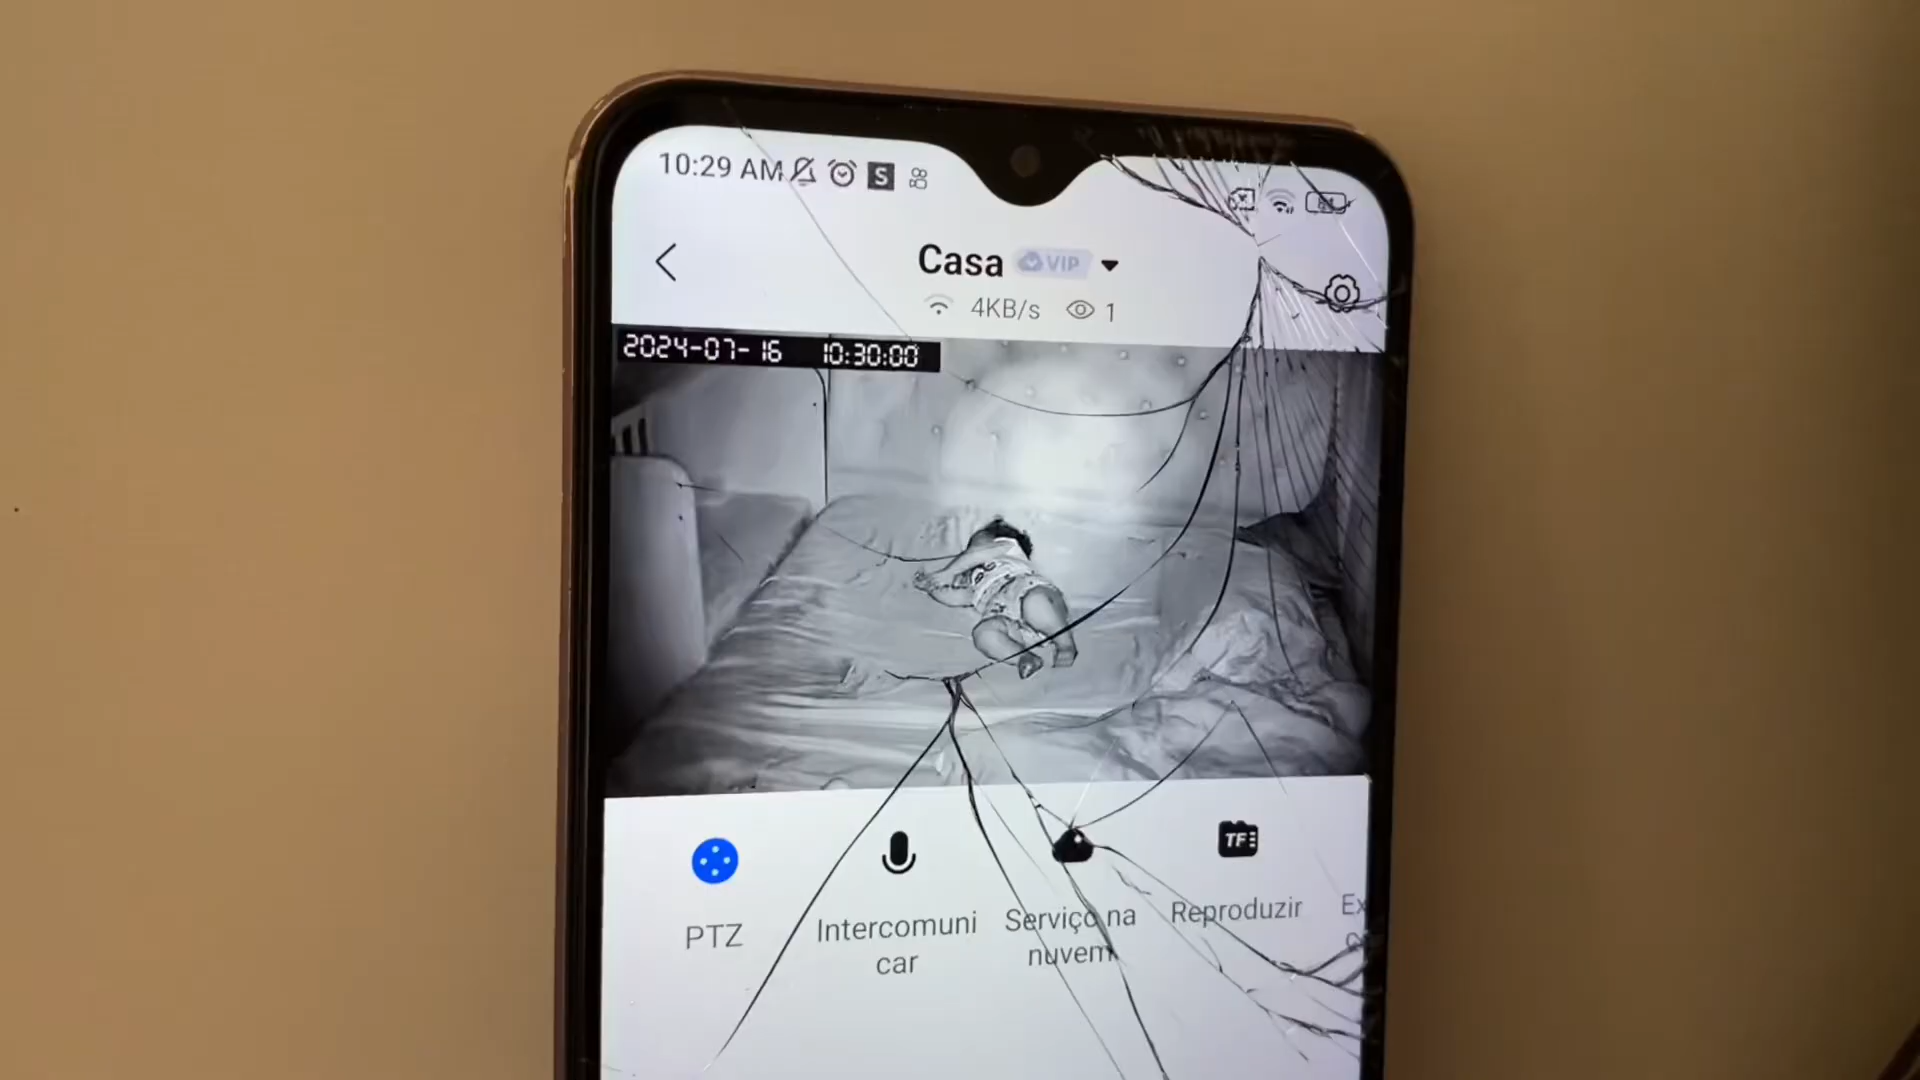 10:29 AM S
Casa VIP
4KB/s 1
2024-07-16 10:30:00
PTZ
Intercomuni
car
Serviço na
nuvem
TF
Reproduzir
Ex